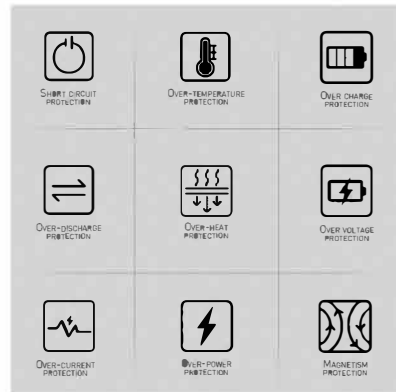 SHORT CIRCUIT
PROTECTION
OVER-TEMPERATURE
PROTECTION
OVER CHARGE
PROTECTION
OVER-DISCHARGE
PROTECTION
OVER-HEAT
PROTECTION
OVER VOLTAGE
PROTECTION
OVER-CURRENT
PROTECTION
OVER-POWER
PROTECTION
MAGNETISM
PROTECTION